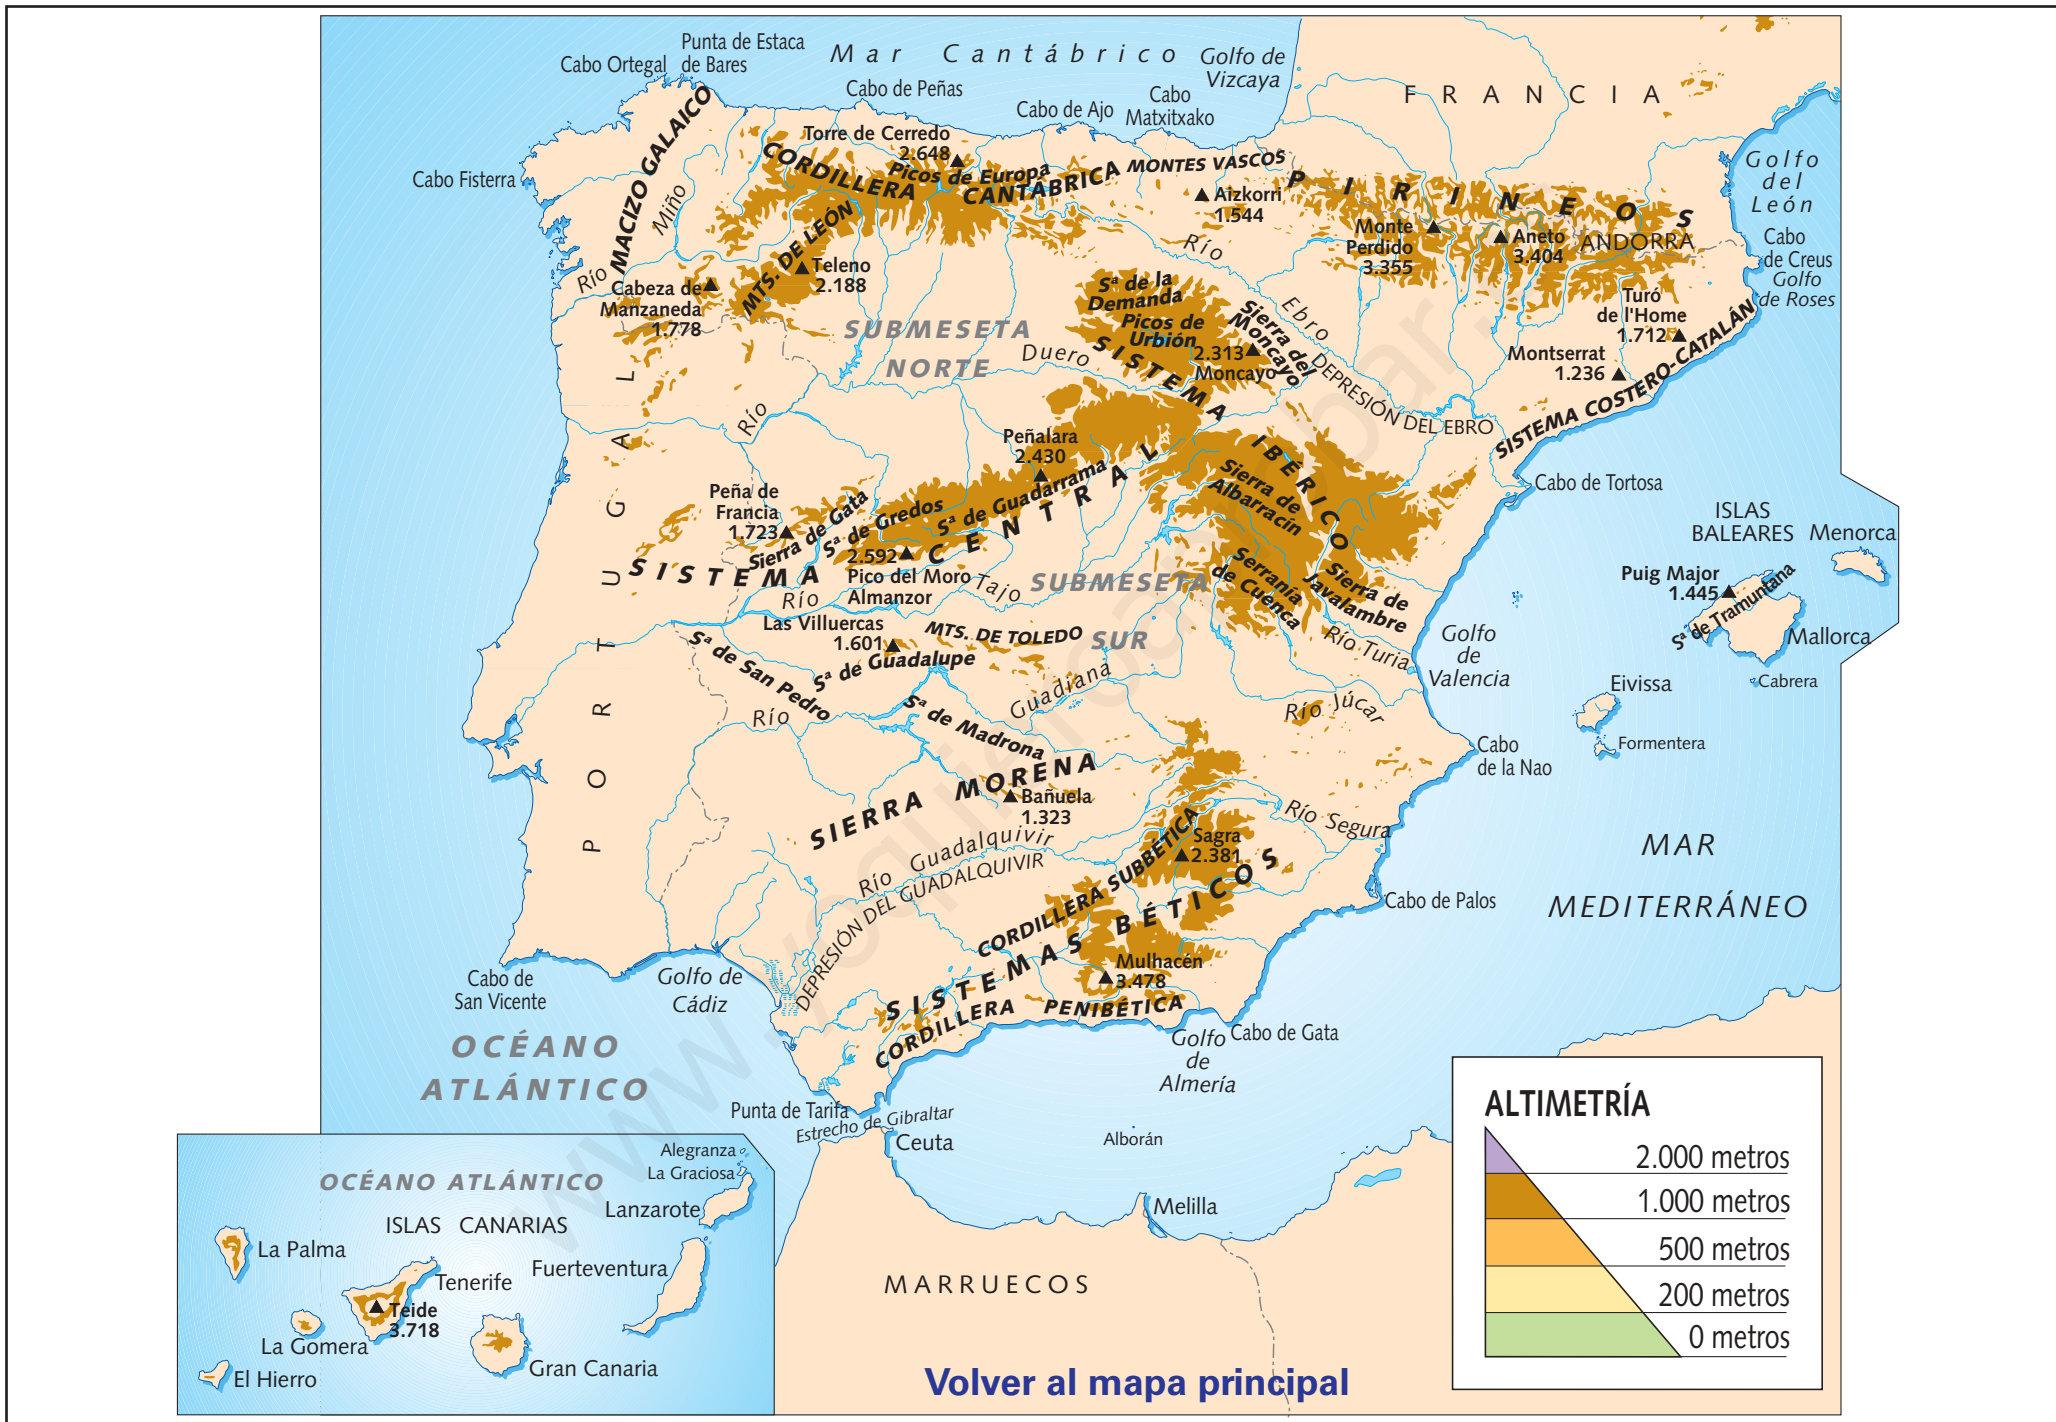 Mar Cantábrico
Golfo de
Vizcaya
Punta de Estaca
de Bares
Cabo Ortegal
Cabo de Peñas
Cabo de Ajo
Cabo
Matxitxako
FRANCIA
Cabo Fisterra
MACIZO GALAICO
Río Miño
Torre de Cerredo
2.648
CORDILLERA CANTÁBRICA
Picos de Europa
MONTES VASCOS
Aizkorri
1.544
PIRINEOS
Monte
Perdido
3.355
Aneto
3.404
ANDORRA
Golfo
del
León
Cabo
de Creus
Golfo
de Roses
MTS. DE LEÓN
Teleno
2.188
Cabeza de
Manzaneda
1.778
SUBMESETA
NORTE
Río Duero
Sª de la
Demanda
Picos de
Urbión
2.313
Moncayo
Sierra del
Moncayo
Río Ebro
DEPRESIÓN DEL EBRO
Turó
de l'Home
1.712
Montserrat
1.236
SISTEMA COSTERO-CATALÁN
SISTEMA IBÉRICO
Peñalara
2.430
Sierra de
Albarracín
Cabo de Tortosa
Peña de
Francia
1.723
Sierra de Gata
Sª de Gredos
Sª de Guadarrama
SISTEMA CENTRAL
2.592
Pico del Moro
Almanzor
Río Tajo
SUBMESETA
SUR
Serranía
de Cuenca
Sierra de
Javalambre
Río Turia
Golfo
de
Valencia
ISLAS
BALEARES
Menorca
Puig Major
1.445
Sª de Tramuntana
Mallorca
Cabrera
Eivissa
Formentera
PORTUGAL
Las Villuercas
1.601
MTS. DE TOLEDO
Sª de Guadalupe
Sª de San Pedro
Río Guadiana
Sª de Madrona
Río Júcar
Cabo
de la Nao
SIERRA MORENA
Bañuela
1.323
Río Guadalquivir
DEPRESIÓN DEL GUADALQUIVIR
Río Segura
Sagra
2.381
CORDILLERA SUBBÉTICA
SISTEMAS BÉTICOS
Cabo de Palos
MAR
MEDITERRÁNEO
Mulhacén
3.478
CORDILLERA PENIBÉTICA
Cabo de
San Vicente
Golfo de
Cádiz
Golfo
de
Almería
Cabo de Gata
OCÉANO
ATLÁNTICO
Punta de Tarifa
Estrecho de Gibraltar
Ceuta
Alborán
Melilla
MARRUECOS
OCÉANO ATLÁNTICO
ISLAS CANARIAS
Alegranza
La Graciosa
Lanzarote
Fuerteventura
La Palma
Tenerife
Teide
3.718
La Gomera
El Hierro
Gran Canaria
ALTIMETRÍA
2.000 metros
1.000 metros
500 metros
200 metros
0 metros
Volver al mapa principal